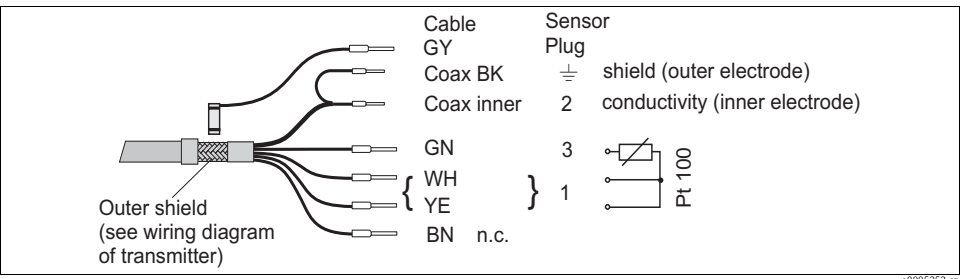 Cable Sensor
GY Plug
Coax BK ⏚ shield (outer electrode)
Coax inner 2 conductivity (inner electrode)
GN 3
{ WH } 1
{ YE
BN n.c.
Pt 100
Outer shield
(see wiring diagram
of transmitter)